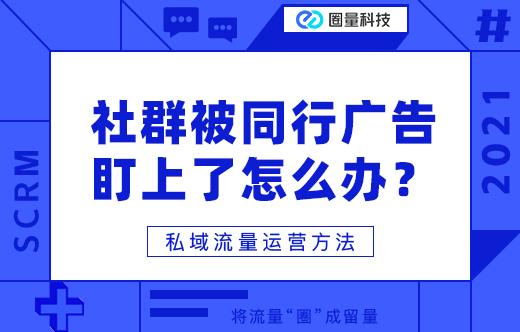 圈量科技
#
社群被同行广告
盯上了怎么办？
私域流量运营方法
SCRM
2021
将流量“圈”成留量